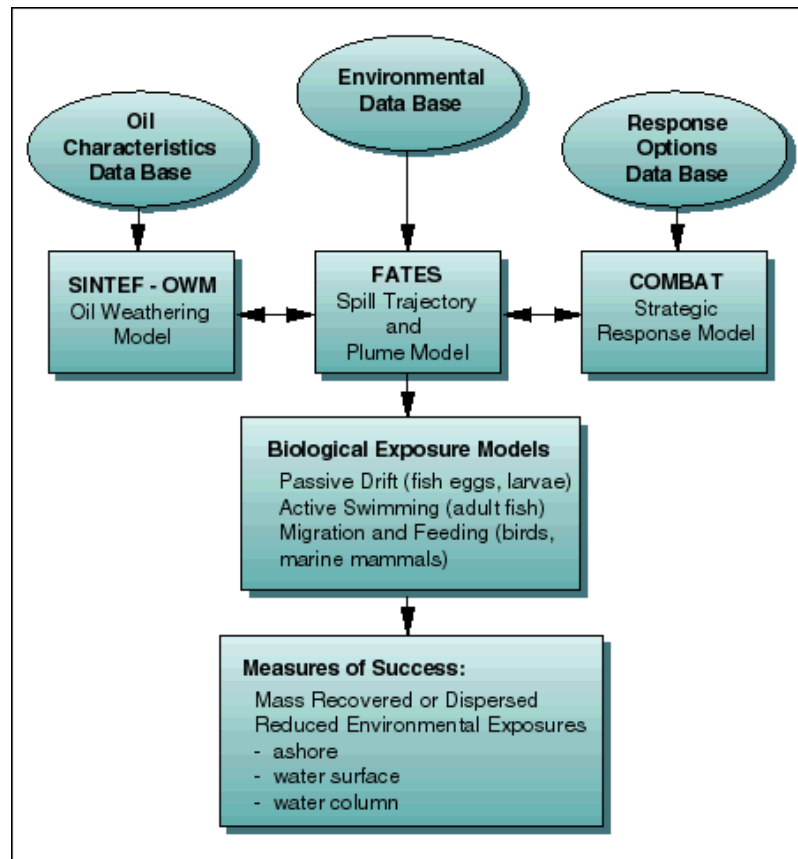 Environmental
Data Base
Oil
Characteristics
Data Base
Response
Options
Data Base
SINTEF - OWM
Oil Weathering
Model
FATES
Spill Trajectory
and
Plume Model
COMBAT
Strategic
Response Model
Biological Exposure Models
Passive Drift (fish eggs, larvae)
Active Swimming (adult fish)
Migration and Feeding (birds,
marine mammals)
Measures of Success:
Mass Recovered or Dispersed
Reduced Environmental Exposures
- ashore
- water surface
- water column